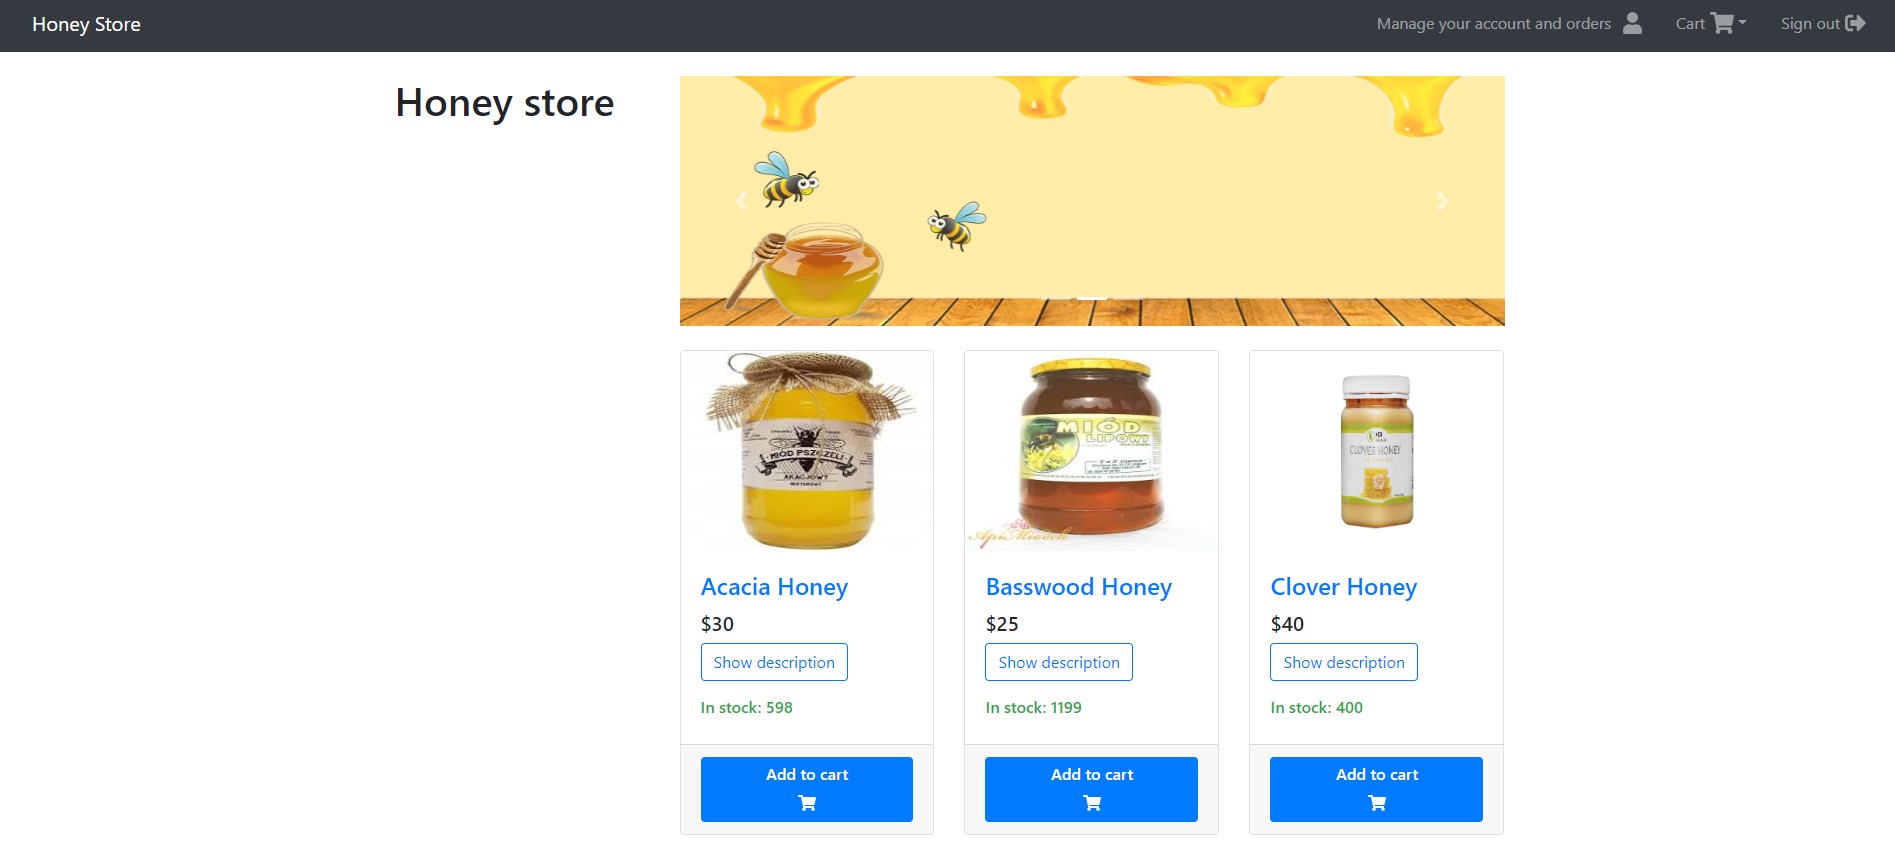 Honey Store
Manage your account and orders
Cart
Sign out
Honey store
MIÓD PSZCZELI
AKACJOWY
NEKTAROWY
MIÓD
LIPOWY
CLOVER HONEY
Acacia Honey
$30
Show description
In stock: 598
Add to cart
Basswood Honey
$25
Show description
In stock: 1199
Add to cart
Clover Honey
$40
Show description
In stock: 400
Add to cart